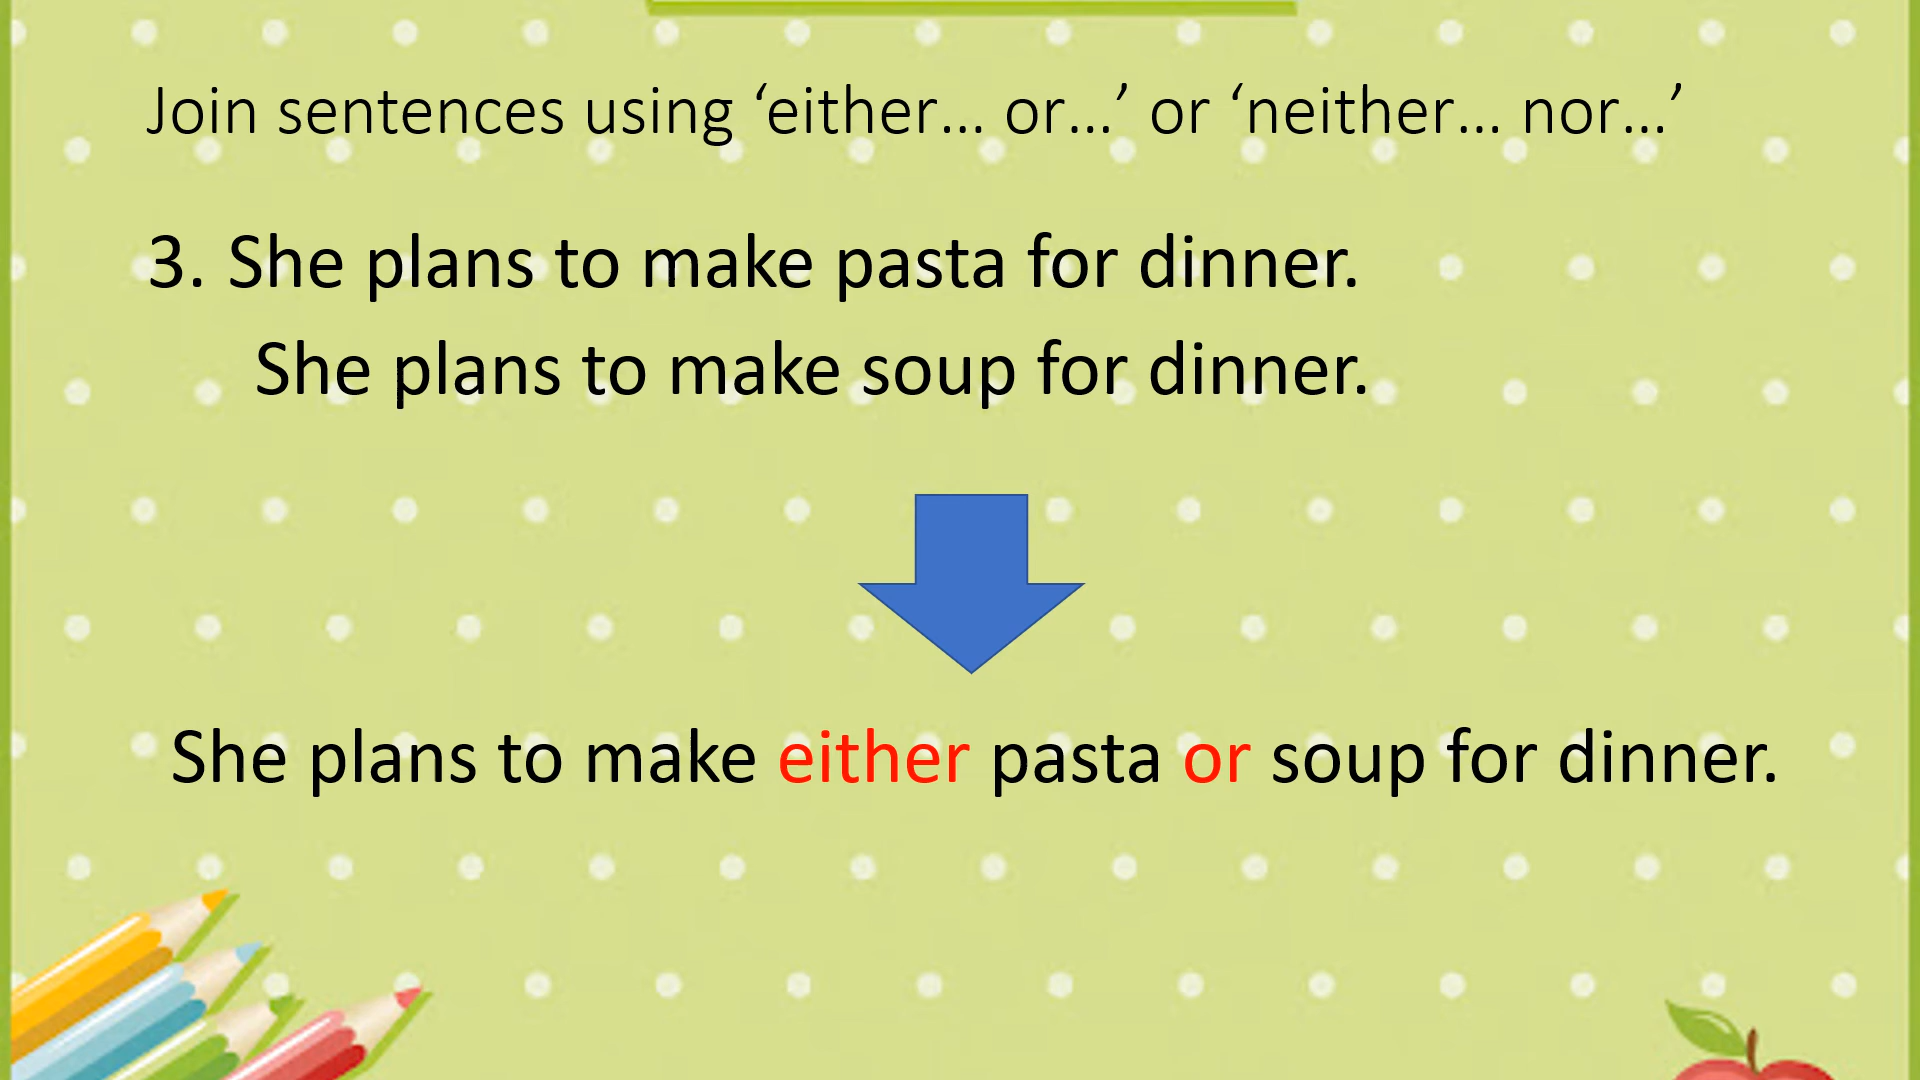 Join sentences using ‘either… or…’ or ‘neither… nor…’
3. She plans to make pasta for dinner.
She plans to make soup for dinner.
She plans to make either pasta or soup for dinner.